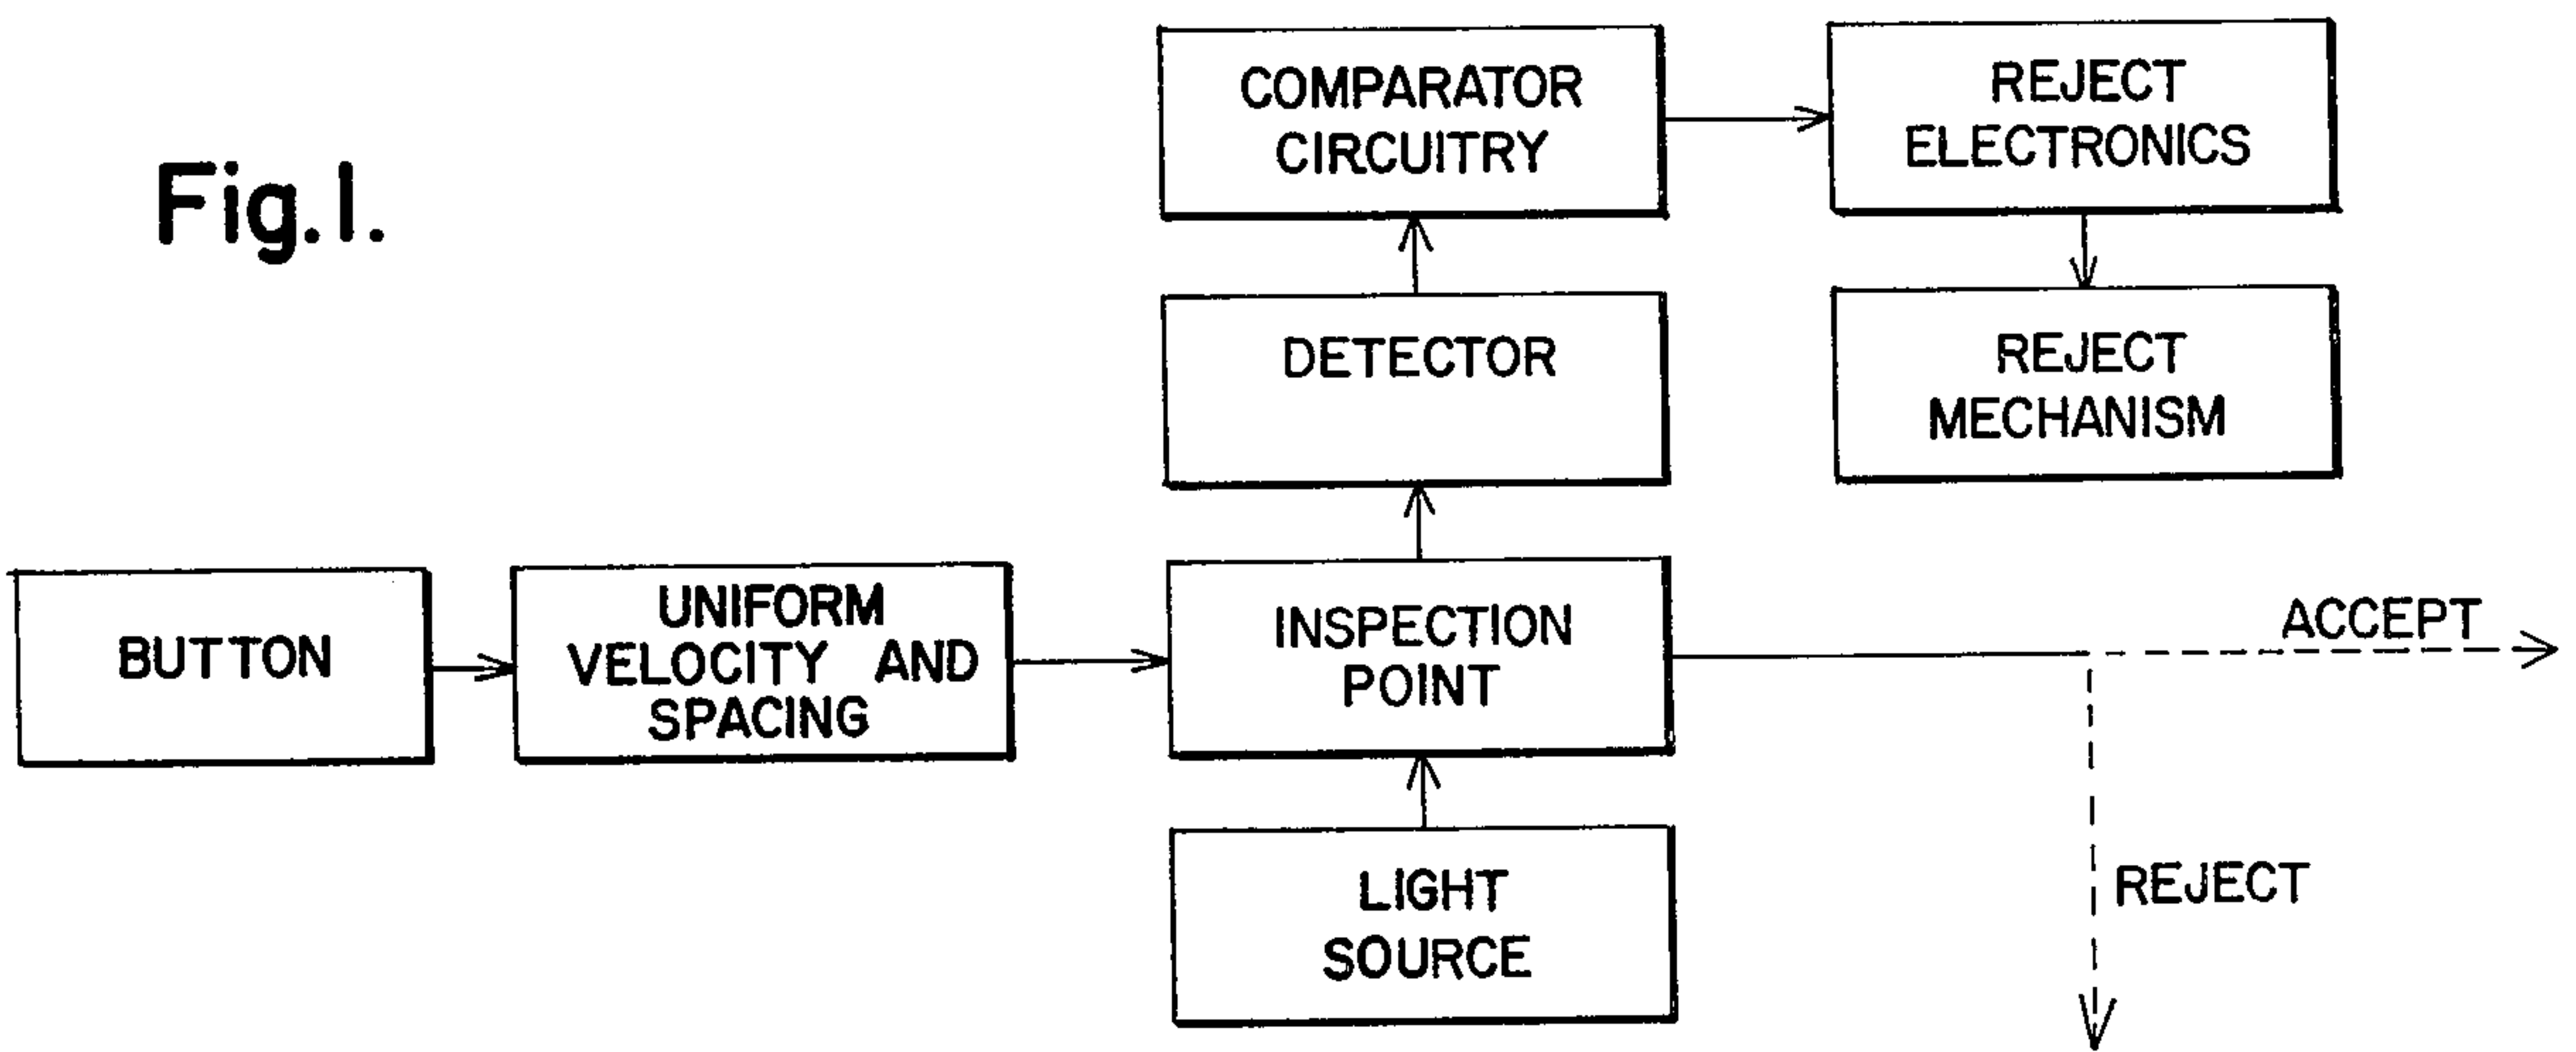 Fig.1.
COMPARATOR
CIRCUITRY
REJECT
ELECTRONICS
DETECTOR
REJECT
MECHANISM
BUTTON
UNIFORM
VELOCITY AND
SPACING
INSPECTION
POINT
ACCEPT
LIGHT
SOURCE
REJECT